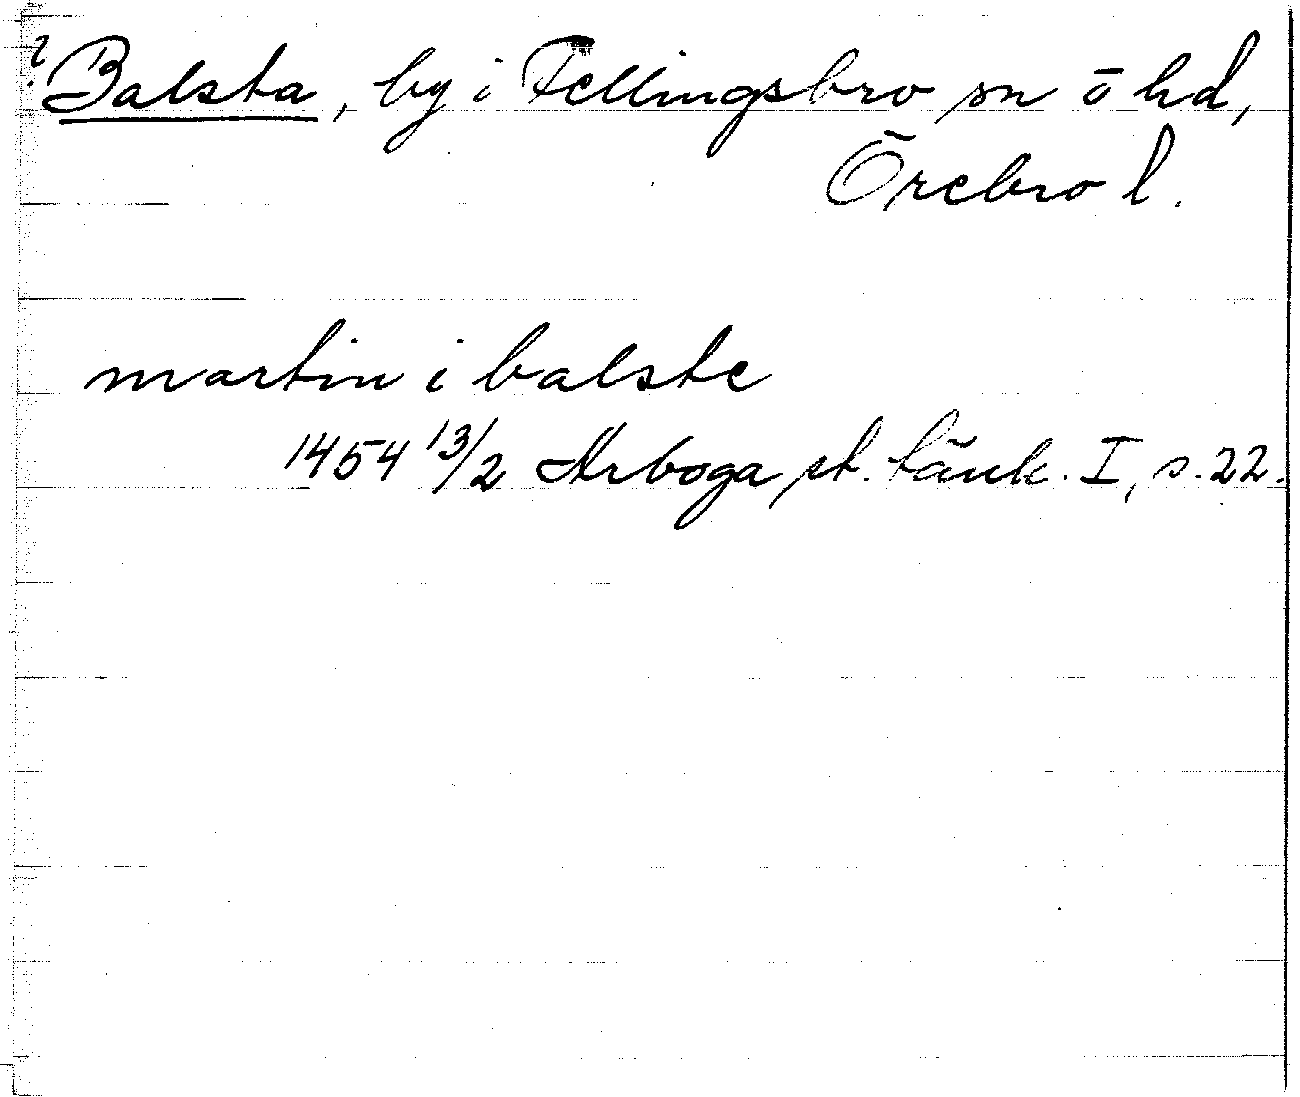 ? Balsta, by i Fellingsbro sn o hd,
Örebro l.
martin i balste
1454 13/2 Arboga st. tänk. I, s. 22.